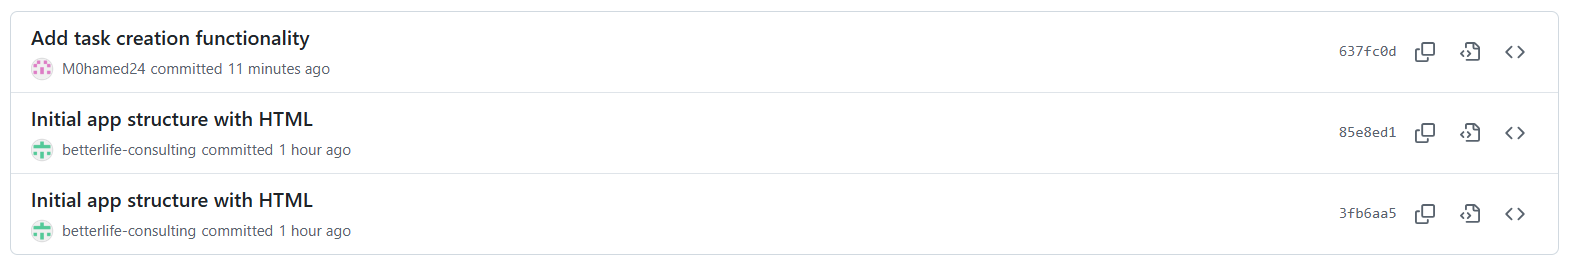 Add task creation functionality
M0hamed24 committed 11 minutes ago
637fc0d
Initial app structure with HTML
betterlife-consulting committed 1 hour ago
85e8ed1
Initial app structure with HTML
betterlife-consulting committed 1 hour ago
3fb6aa5